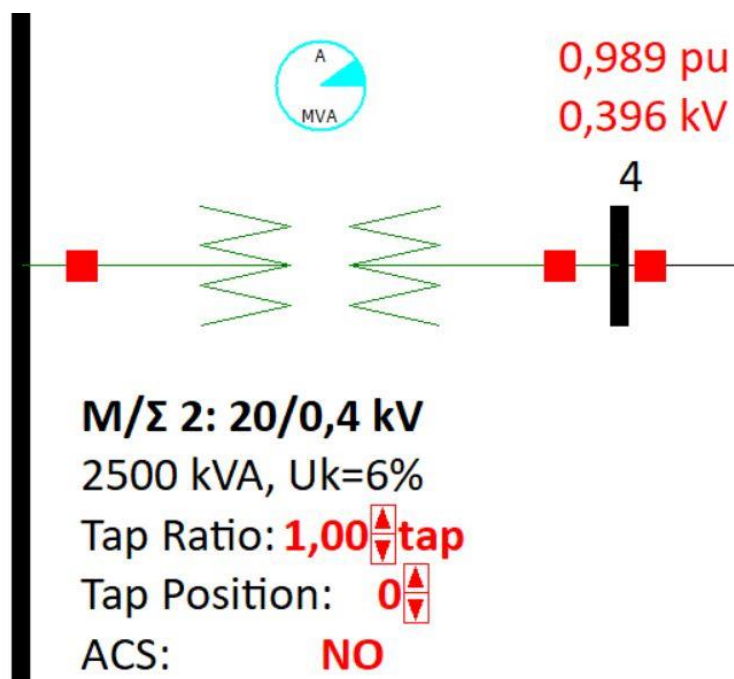 A
MVA
0,989 pu
0,396 kV
4
Μ/Σ 2: 20/0,4 kV
2500 kVA, Uk=6%
Tap Ratio: 1,00 tap
Tap Position: 0
ACS: NO